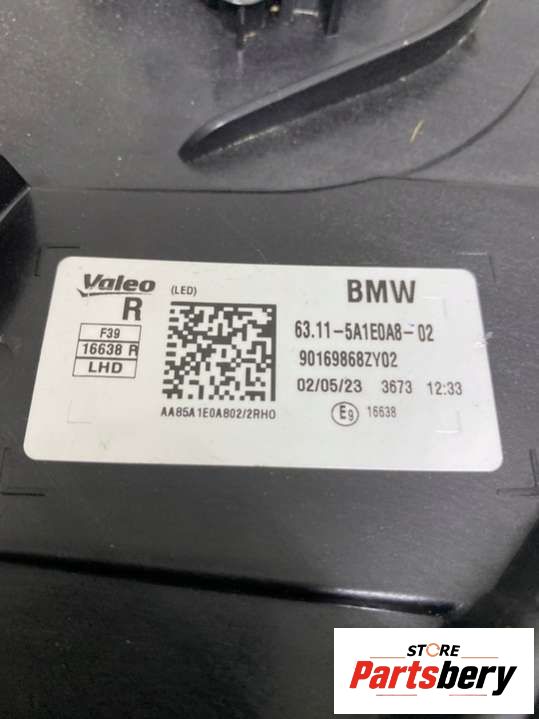 Valeo
(LED)
BMW
R
F39
16638 R
LHD
63.11-5A1E0A8-02
90169868ZY02
02/05/23 3673 12:33
E9 16638
AA85A1E0A802/2RH0
STORE
Partsbery